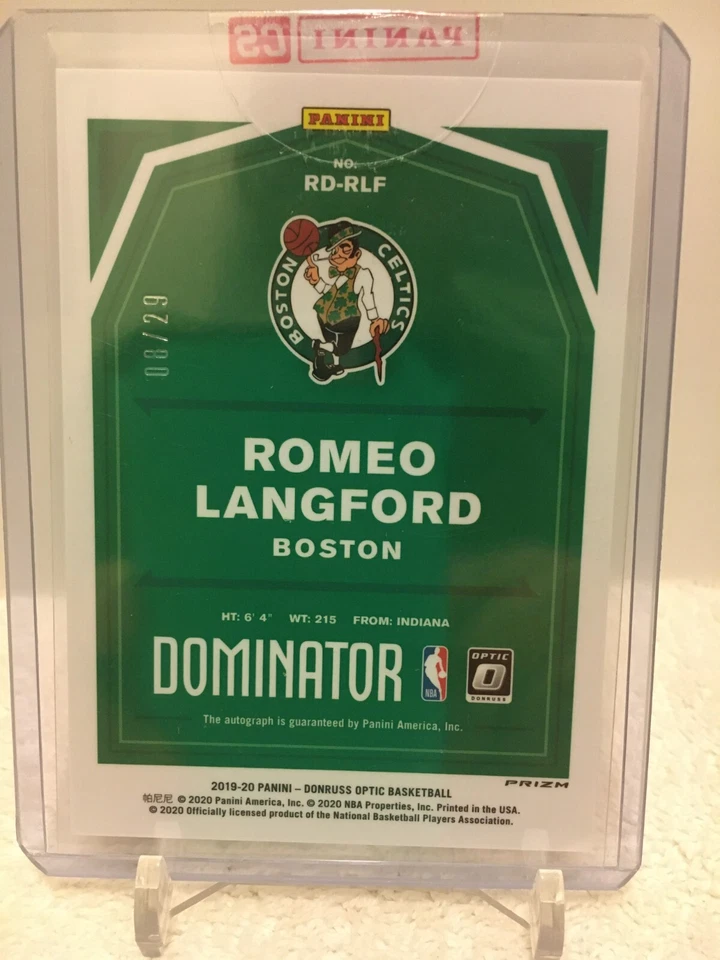 PANINI CS
PANINI
NO.
RD-RLF
BOSTON CELTICS
08/29
ROMEO
LANGFORD
BOSTON
HT: 6' 4" WT: 215 FROM: INDIANA
DOMINATOR
NBA
OPTIC
DONRUSS
The autograph is guaranteed by Panini America, Inc.
PRIZM
2019-20 PANINI – DONRUSS OPTIC BASKETBALL
帕尼尼 © 2020 Panini America, Inc. © 2020 NBA Properties, Inc. Printed in the USA.
© 2020 Officially licensed product of the National Basketball Players Association.